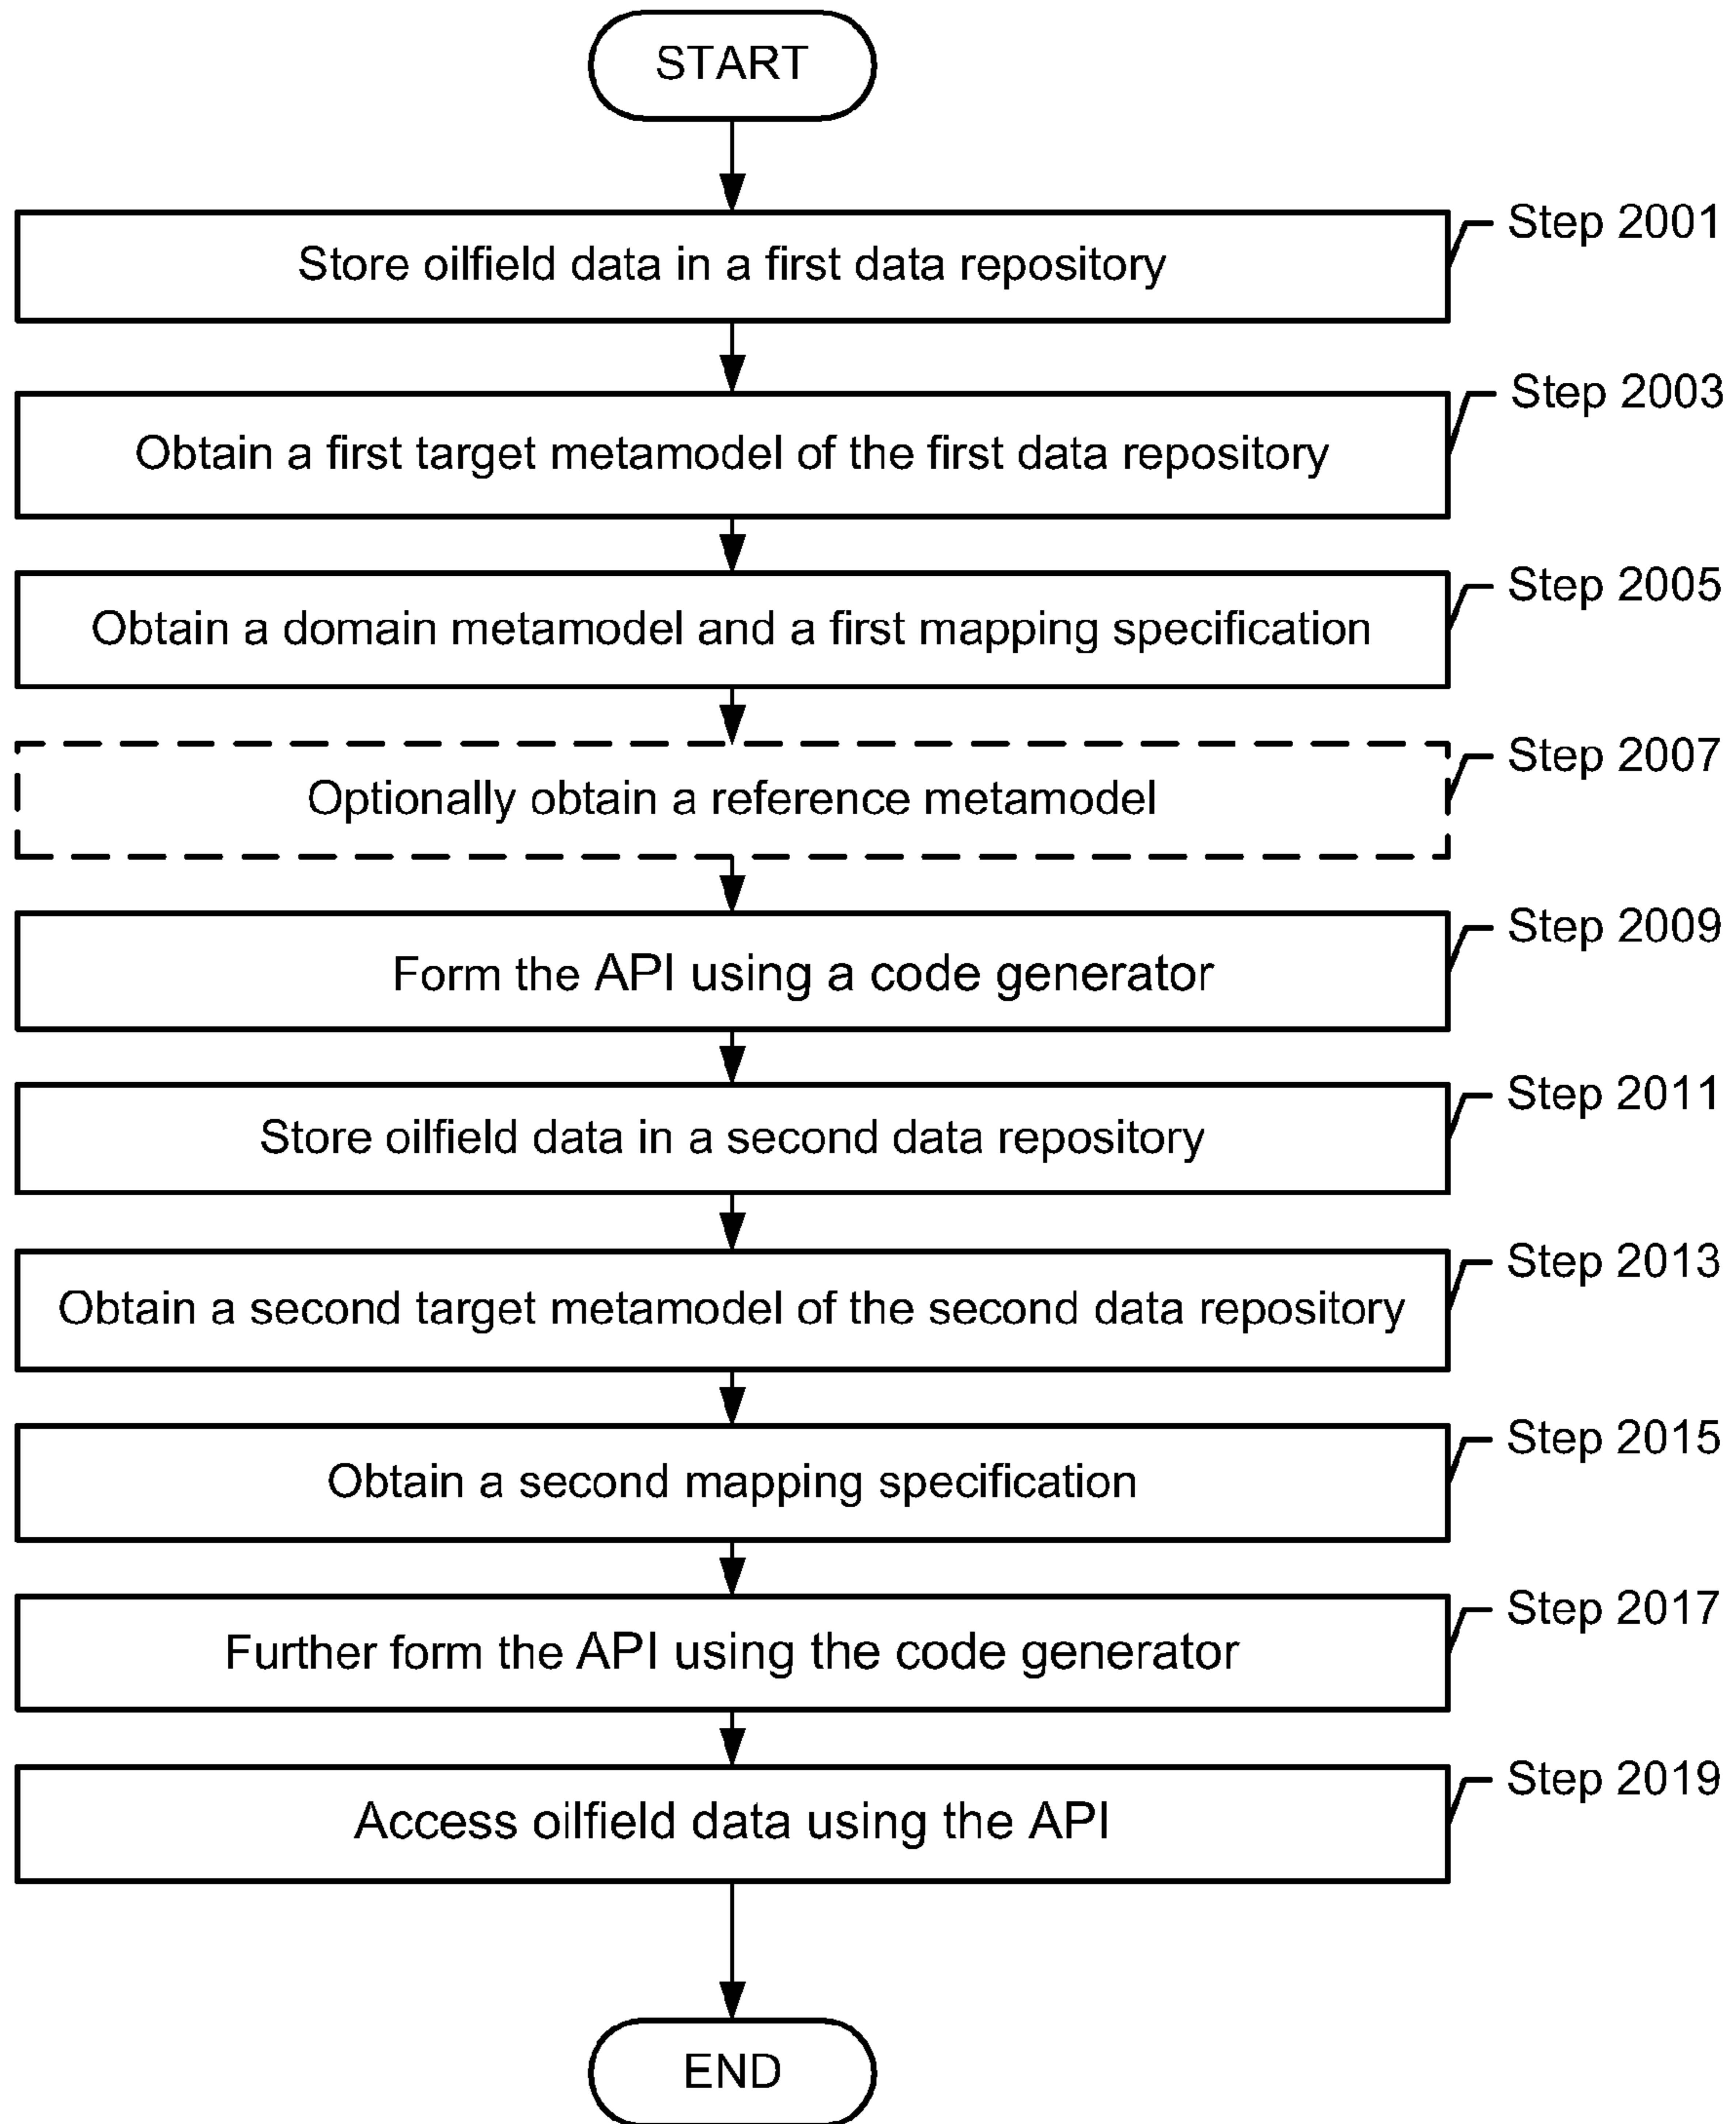 START
Step 2001
Store oilfield data in a first data repository
Step 2003
Obtain a first target metamodel of the first data repository
Step 2005
Obtain a domain metamodel and a first mapping specification
Step 2007
Optionally obtain a reference metamodel
Step 2009
Form the API using a code generator
Step 2011
Store oilfield data in a second data repository
Step 2013
Obtain a second target metamodel of the second data repository
Step 2015
Obtain a second mapping specification
Step 2017
Further form the API using the code generator
Step 2019
Access oilfield data using the API
END